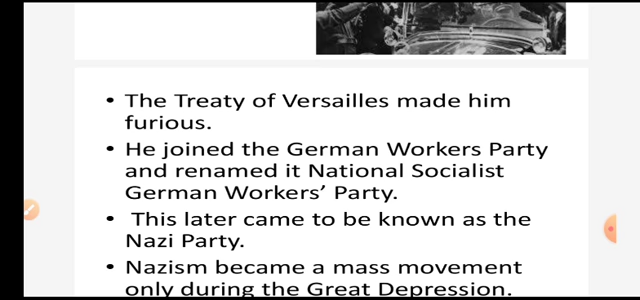 • The Treaty of Versailles made him
furious.
• He joined the German Workers Party
and renamed it National Socialist
German Workers’ Party.
• This later came to be known as the
Nazi Party.
• Nazism became a mass movement
only during the Great Depression.